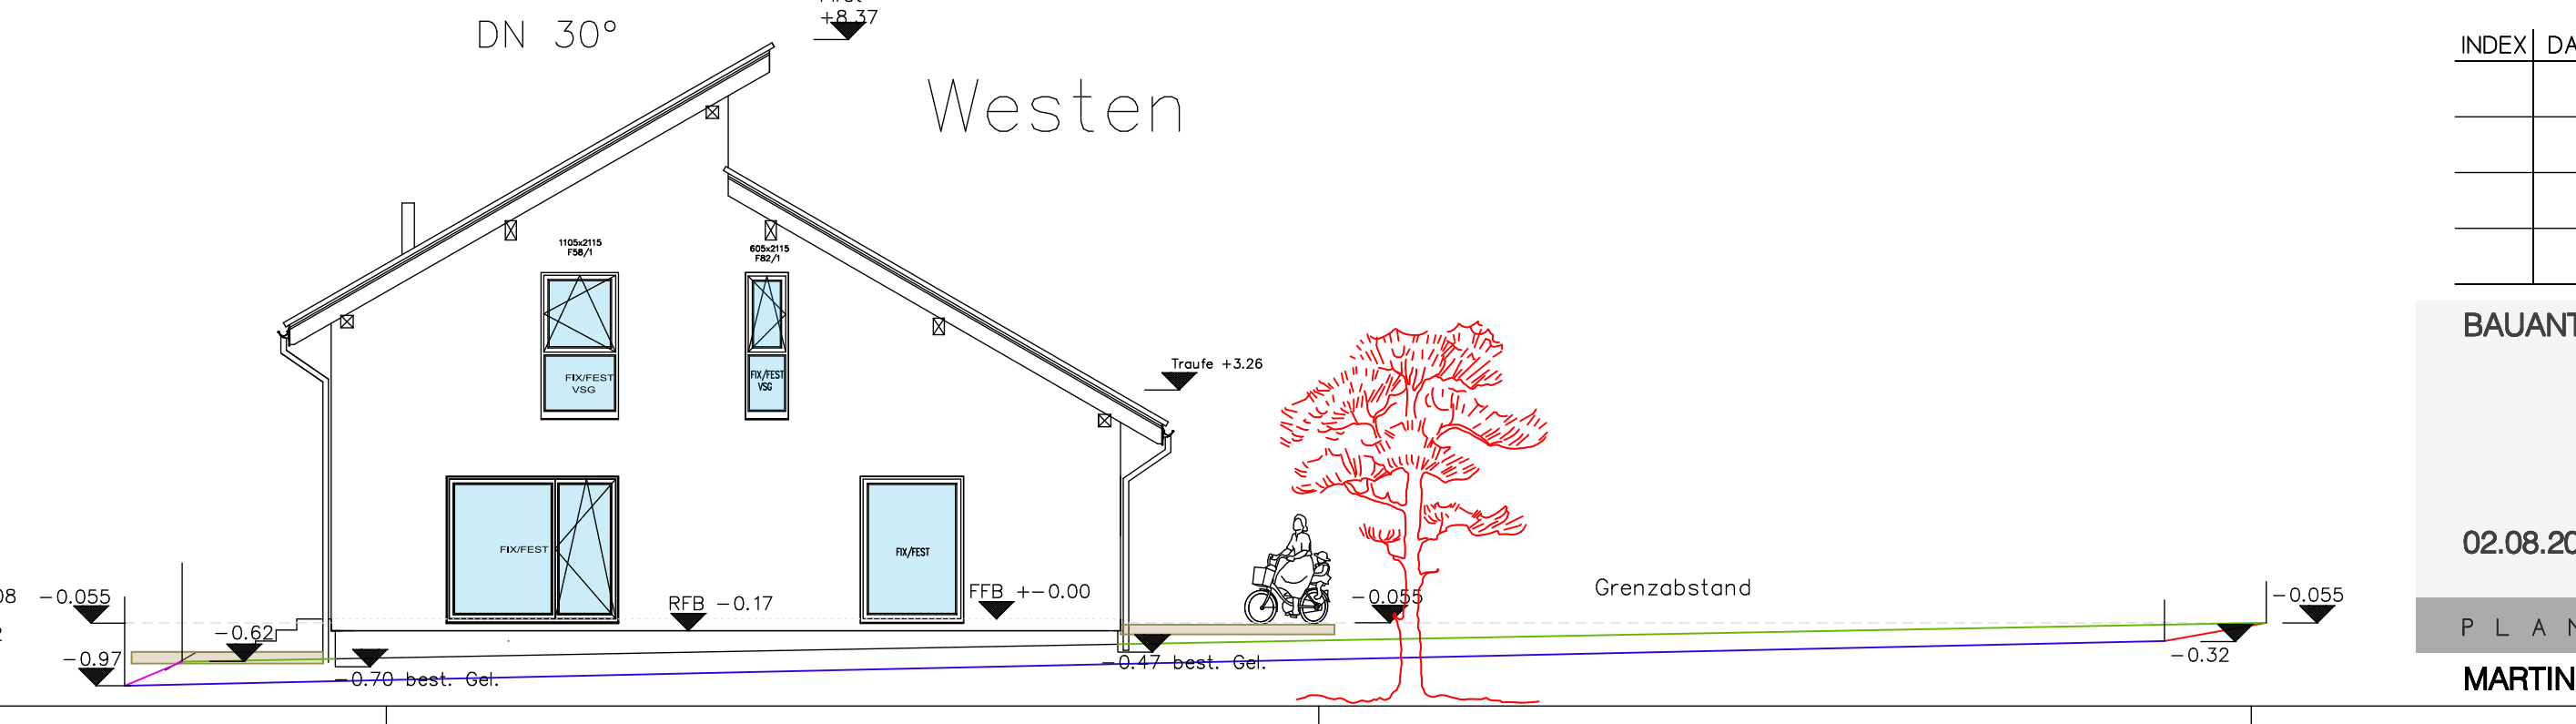 DN 30°
+8.37
Westen
INDEX
1105x2115
F58/1
605x2115
F82/1
FIX/FEST
VSG
FIX/FEST
VSG
Traufe +3.26
BAUANT
FIX/FEST
FIX/FEST
02.08.20
-0.055
RFB -0.17
FFB +-0.00
-0.055
Grenzabstand
-0.055
-0.62
-0.97
-0.70 best. Gel.
-0.47 best. Gel.
-0.32
PLAN
MARTIN